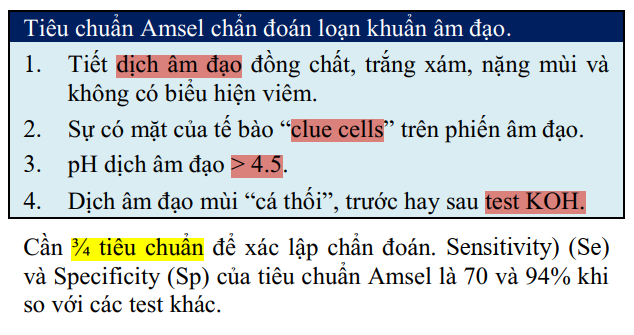 Tiêu chuẩn Amsel chẩn đoán loạn khuẩn âm đạo.
1. Tiết dịch âm đạo đồng chất, trắng xám, nặng mùi và
không có biểu hiện viêm.
2. Sự có mặt của tế bào “clue cells” trên phiến âm đạo.
3. pH dịch âm đạo > 4.5.
4. Dịch âm đạo mùi “cá thối”, trước hay sau test KOH.
Cần ¾ tiêu chuẩn để xác lập chẩn đoán. Sensitivity) (Se)
và Specificity (Sp) của tiêu chuẩn Amsel là 70 và 94% khi
so với các test khác.